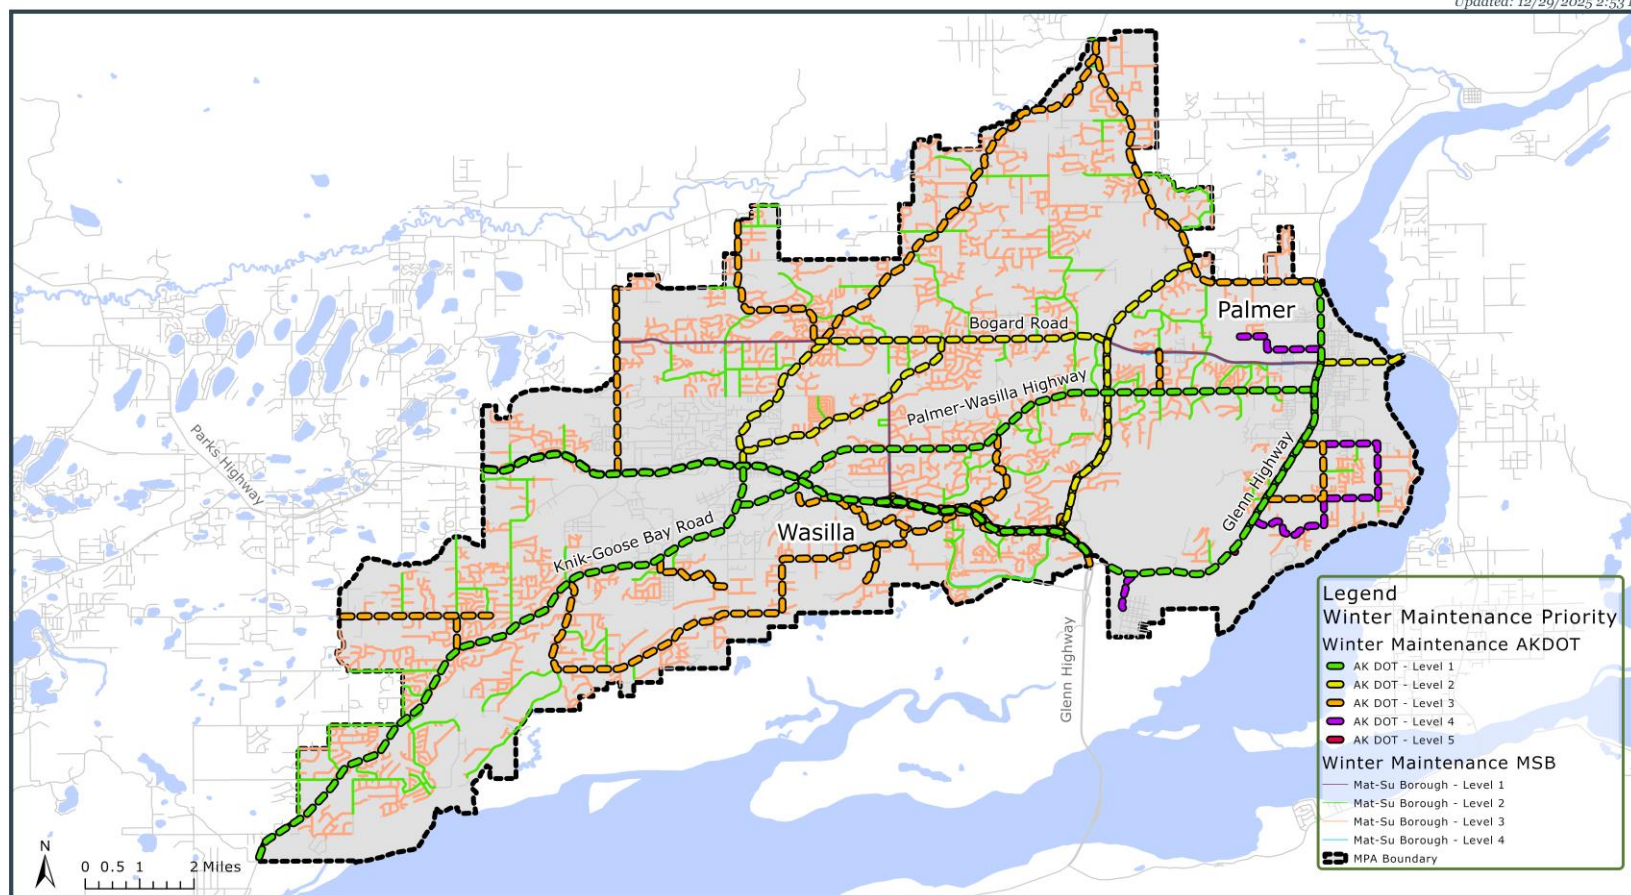 Updated: 12/29/2025 2:53
Bogard Road
Palmer
Palmer-Wasilla Highway
Parks Highway
Glenn Highway
Wasilla
Knik-Goose Bay Road
Glenn Highway
N
0 0.5 1 2 Miles
Legend
Winter Maintenance Priority
Winter Maintenance AKDOT
AK DOT - Level 1
AK DOT - Level 2
AK DOT - Level 3
AK DOT - Level 4
AK DOT - Level 5
Winter Maintenance MSB
Mat-Su Borough - Level 1
Mat-Su Borough - Level 2
Mat-Su Borough - Level 3
Mat-Su Borough - Level 4
MPA Boundary